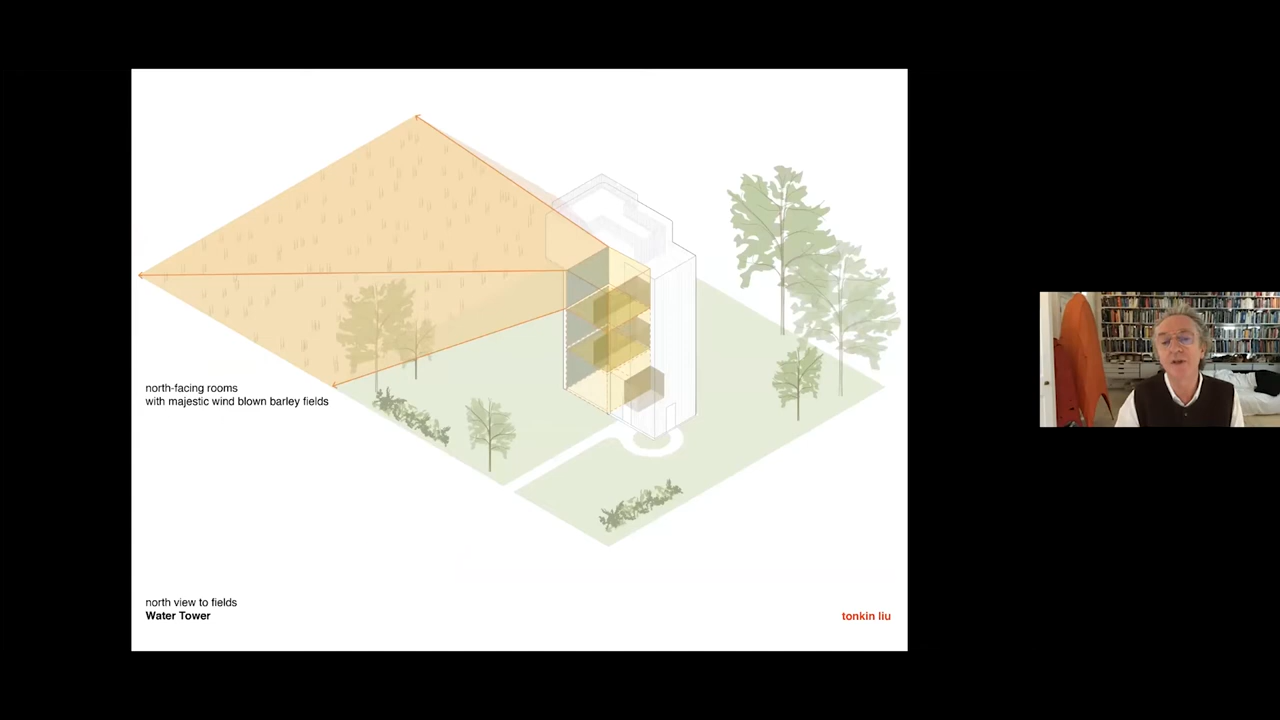 north-facing rooms
with majestic wind blown barley fields
north view to fields
Water Tower
tonkin liu